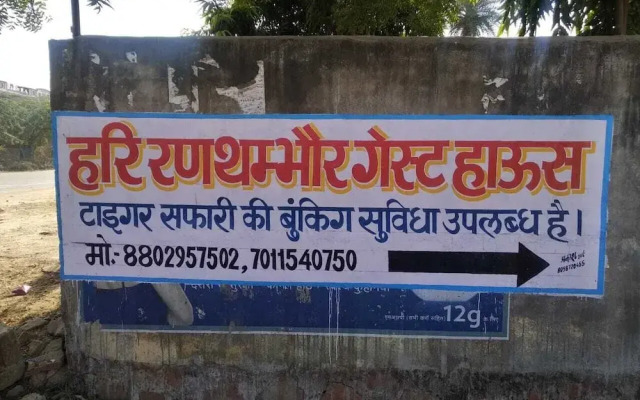 हरि रणथम्भौर गेस्ट हाऊस
टाइगर सफारी की बुंकिग सुविधा उपलब्ध है।
मो.- 8802957502, 7011540750
12g